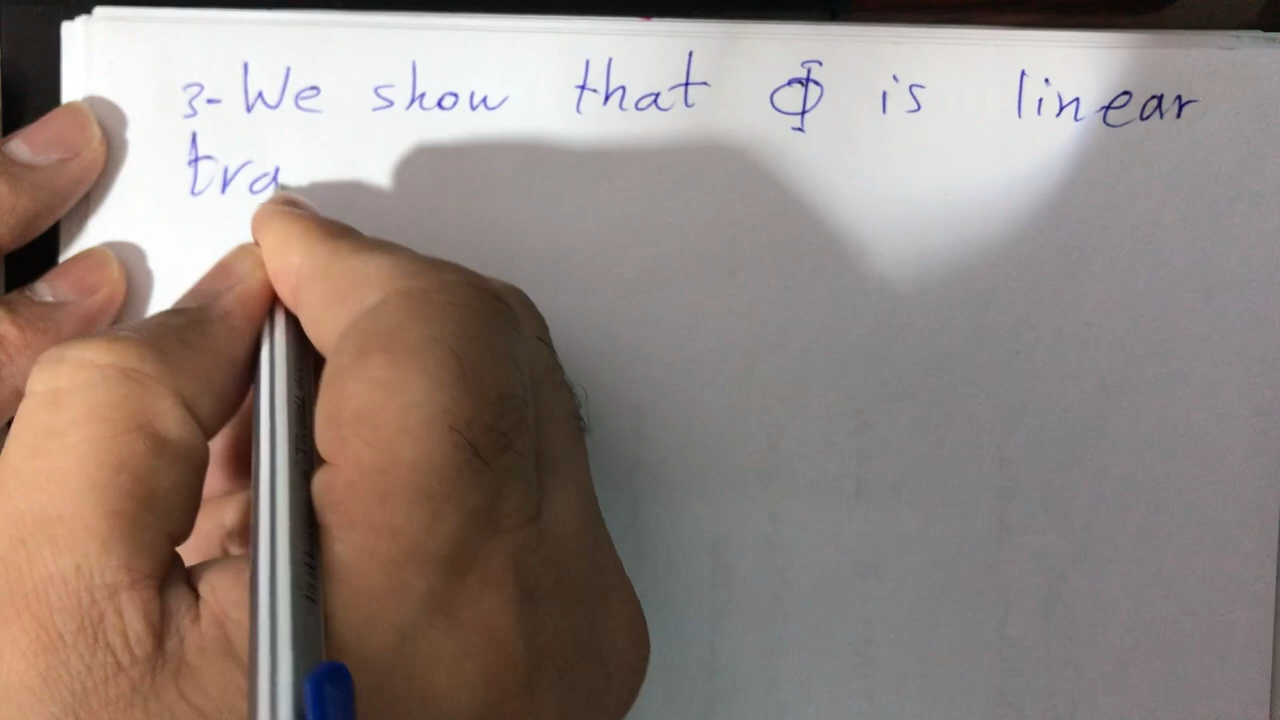 3- We show that Φ is linear
tra